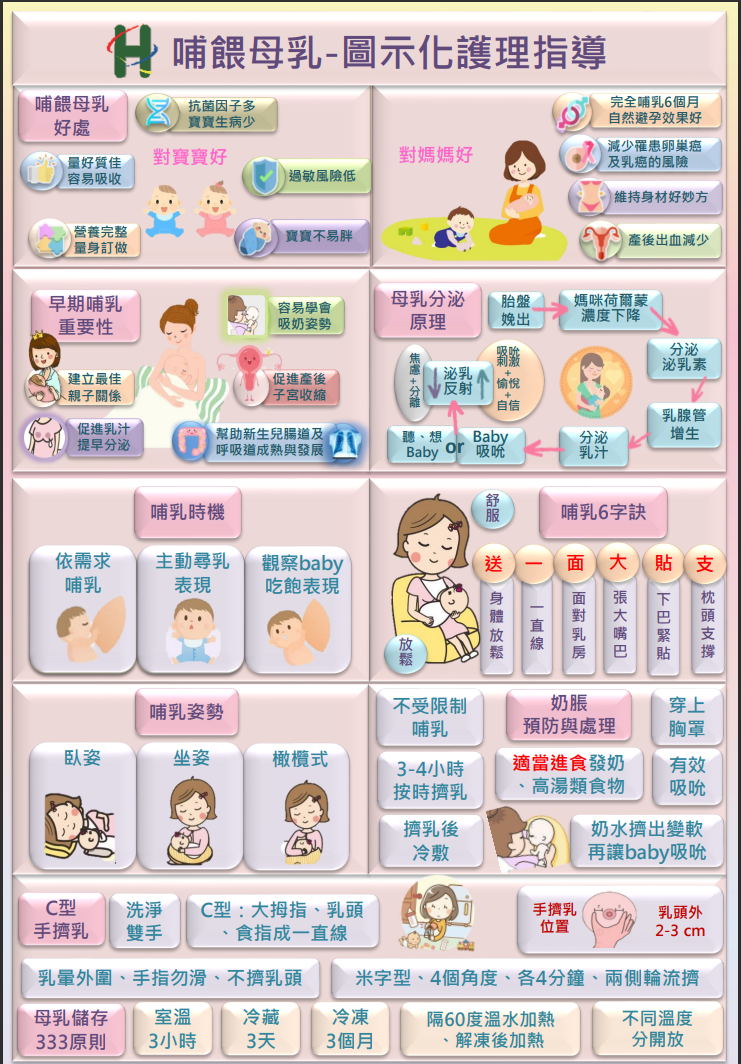 哺餵母乳-圖示化護理指導
哺餵母乳
好處
抗菌因子多
寶寶生病少
量好質佳
容易吸收
對寶寶好
過敏風險低
營養完整
量身訂做
寶寶不易胖
對媽媽好
完全哺乳6個月
自然避孕效果好
減少罹患卵巢癌
及乳癌的風險
維持身材好妙方
產後出血減少
早期哺乳
重要性
容易學會
吸奶姿勢
建立最佳
親子關係
促進產後
子宮收縮
促進乳汁
提早分泌
幫助新生兒腸道及
呼吸道成熟與發展
母乳分泌
原理
胎盤
娩出
媽咪荷爾蒙
濃度下降
分泌
泌乳素
乳腺管
增生
分泌
乳汁
Baby
吸吮
or
聽、想
Baby
泌乳
反射
焦慮+分離
吸吮
刺激
+
愉悅
+
自信
哺乳時機
依需求
哺乳
主動尋乳
表現
觀察baby
吃飽表現
哺乳6字訣
舒服
放鬆
送 一 面 大 貼 支
身體放鬆
一直線
面對乳房
張大嘴巴
下巴緊貼
枕頭支撐
哺乳姿勢
臥姿
坐姿
橄欖式
奶脹
預防與處理
不受限制
哺乳
穿上
胸罩
3-4小時
按時擠乳
適當進食發奶
、高湯類食物
有效
吸吮
擠乳後
冷敷
奶水擠出變軟
再讓baby吸吮
C型
手擠乳
洗淨
雙手
C型：大拇指、乳頭
、食指成一直線
手擠乳
位置
乳頭外
2-3 cm
乳暈外圍、手指勿滑、不擠乳頭
米字型、4個角度、各4分鐘、兩側輪流擠
母乳儲存
333原則
室溫
3小時
冷藏
3天
冷凍
3個月
隔60度溫水加熱
、解凍後加熱
不同溫度
分開放